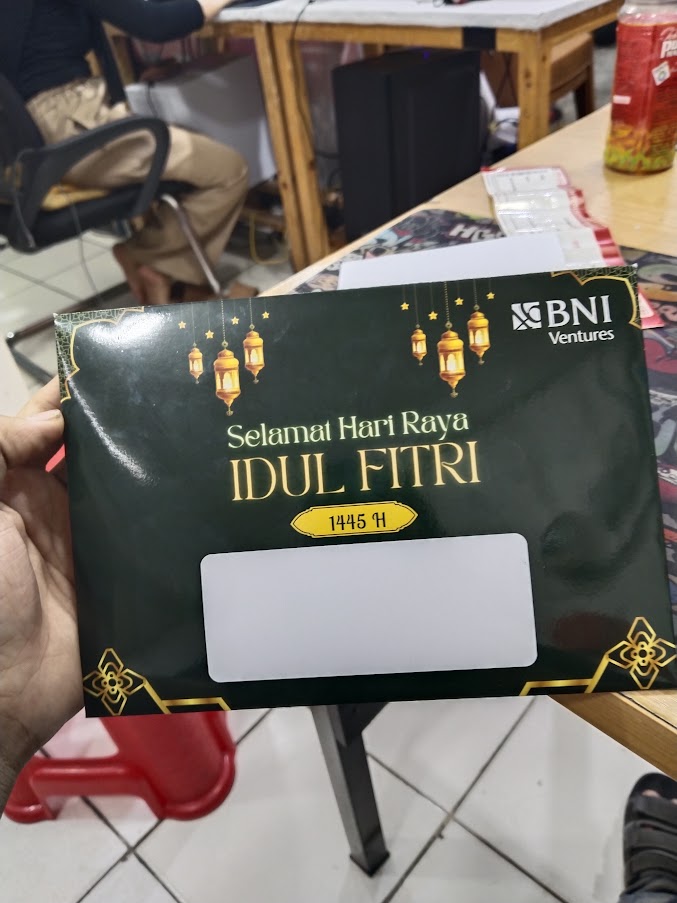 BNI
Ventures
Selamat Hari Raya
IDUL FITRI
1445 H